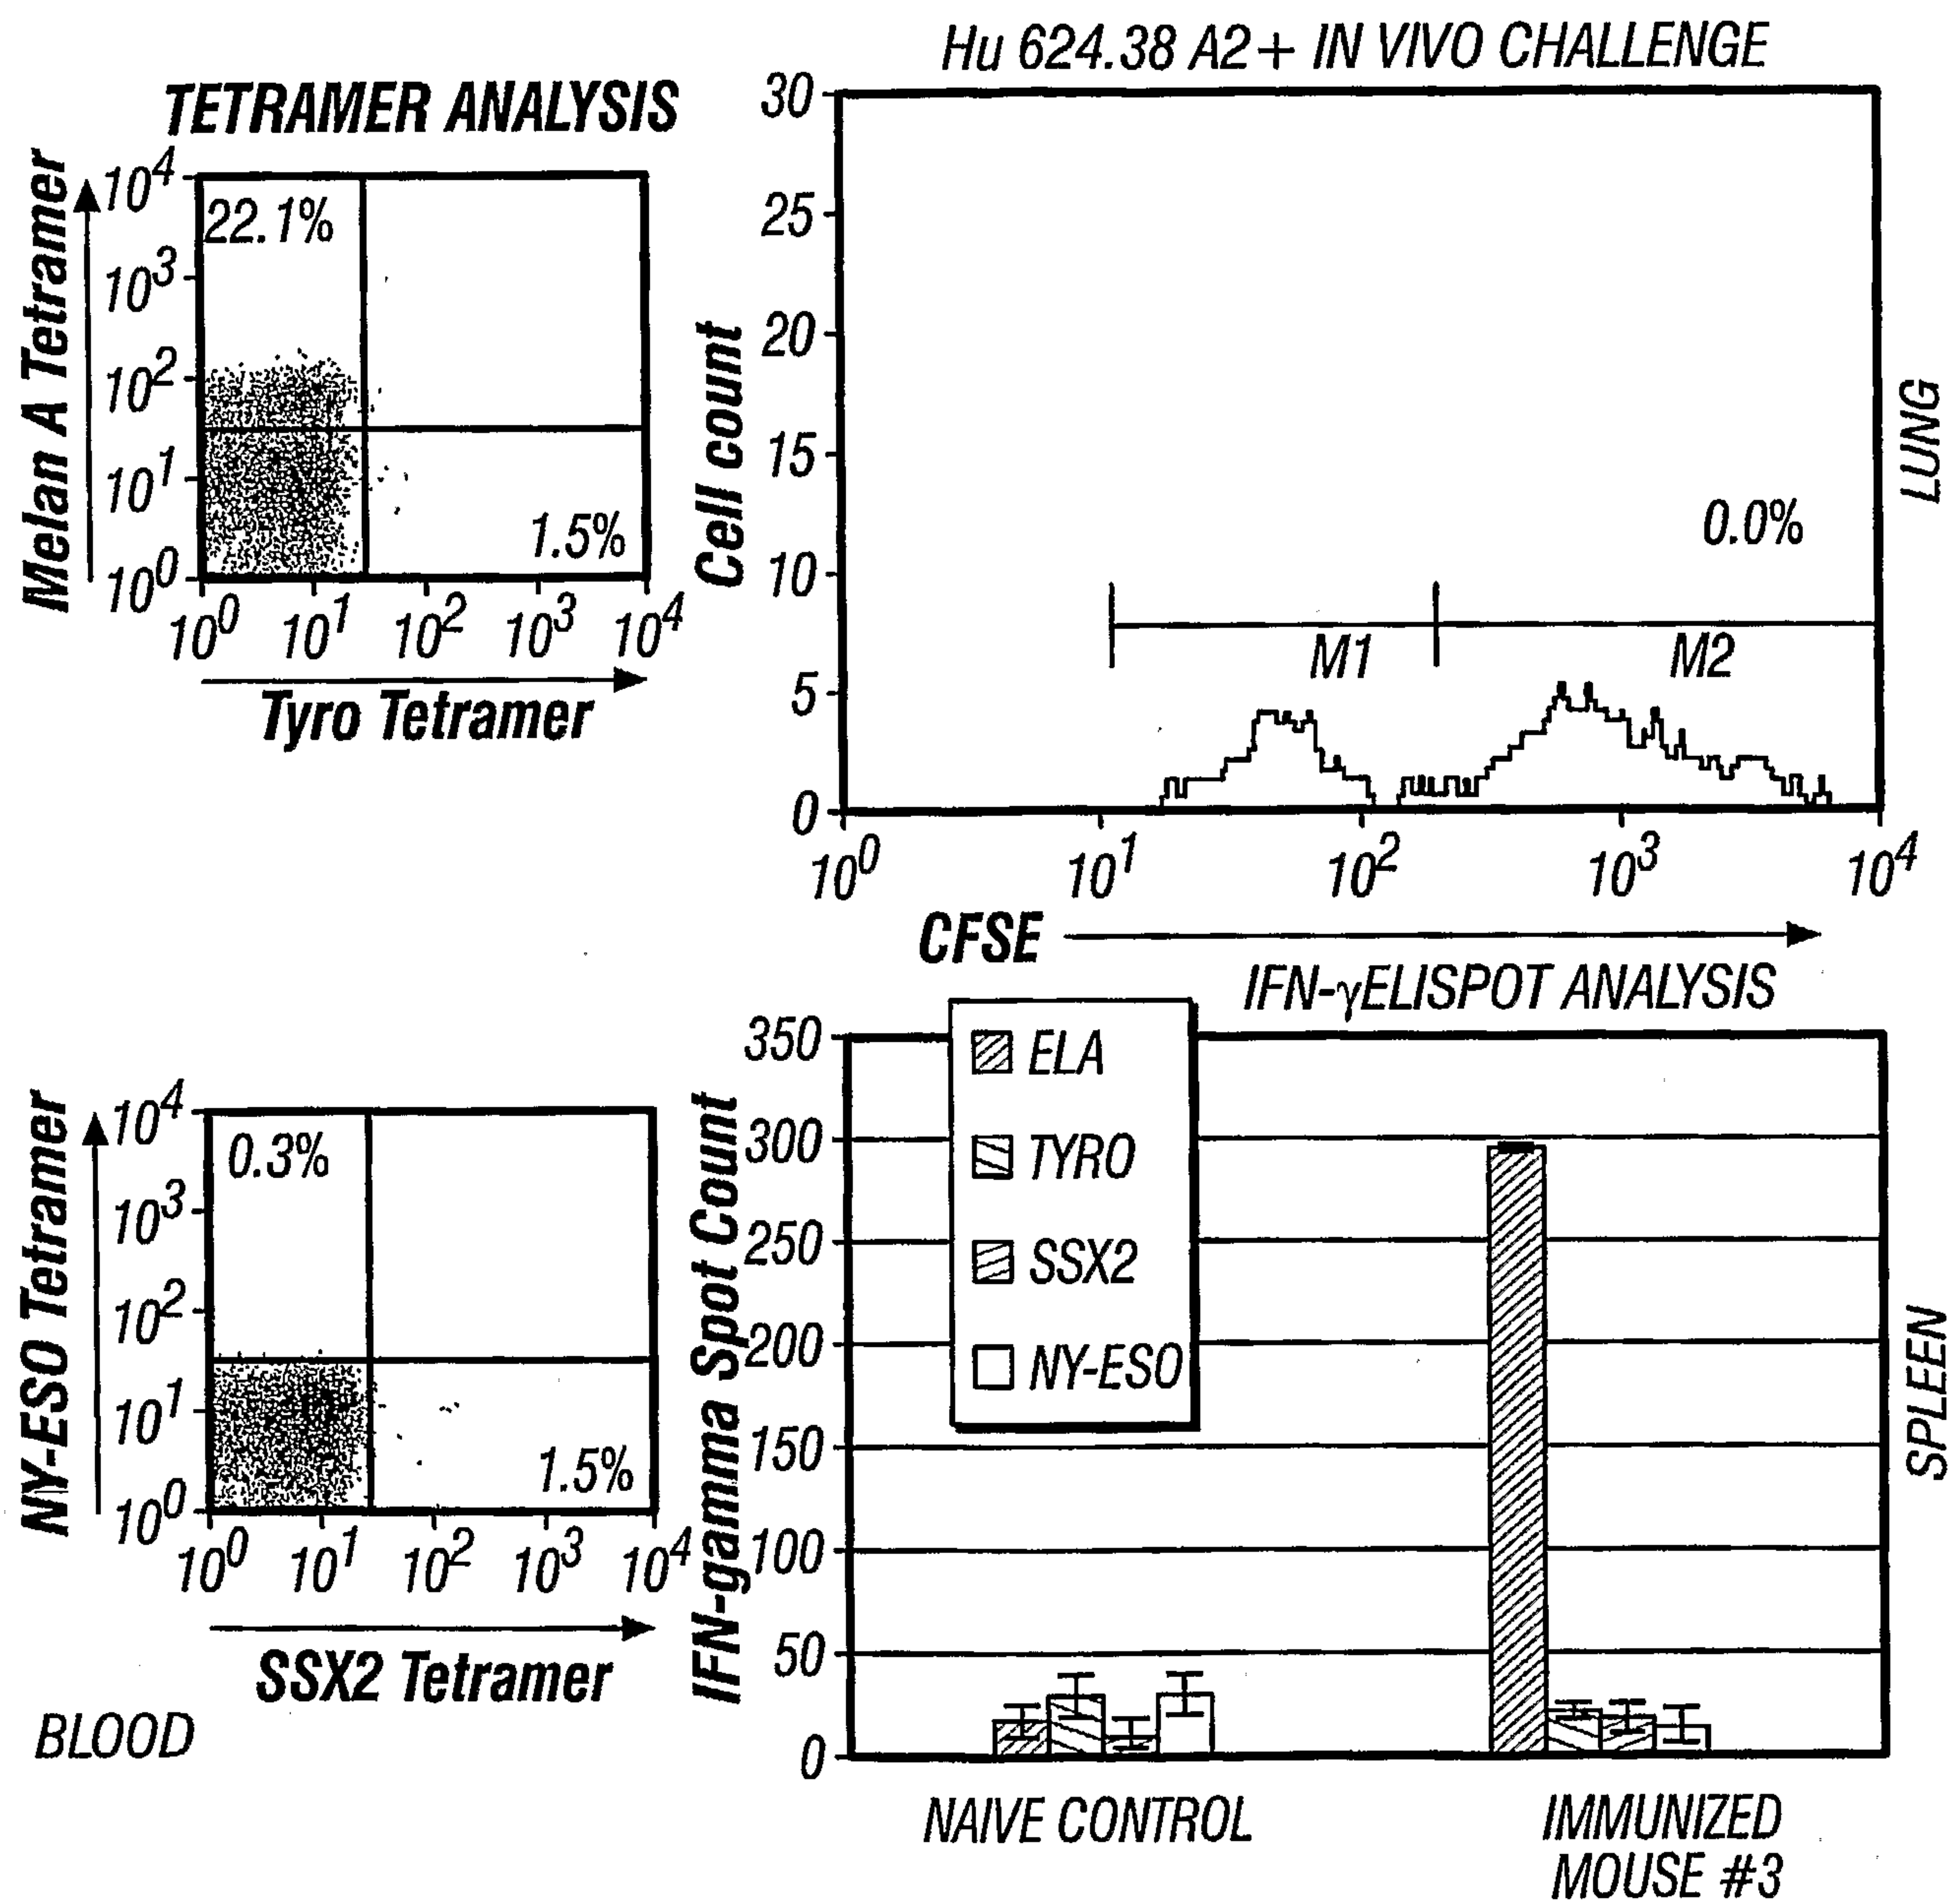 TETRAMER ANALYSIS
Melan A Tetramer
10^4
10^3
10^2
10^1
10^0
22.1%
1.5%
10^0 10^1 10^2 10^3 10^4
Tyro Tetramer
Hu 624.38 A2+ IN VIVO CHALLENGE
Cell count
30
25
20
15
10
5
0
0.0%
M1 M2
10^0 10^1 10^2 10^3 10^4
CFSE
LUNG
NY-ESO Tetramer
10^4
10^3
10^2
10^1
10^0
0.3%
1.5%
10^0 10^1 10^2 10^3 10^4
SSX2 Tetramer
BLOOD
IFN-γELISPOT ANALYSIS
IFN-gamma Spot Count
350
300
250
200
150
100
50
0
ELA
TYRO
SSX2
NY-ESO
NAIVE CONTROL
IMMUNIZED
MOUSE #3
SPLEEN